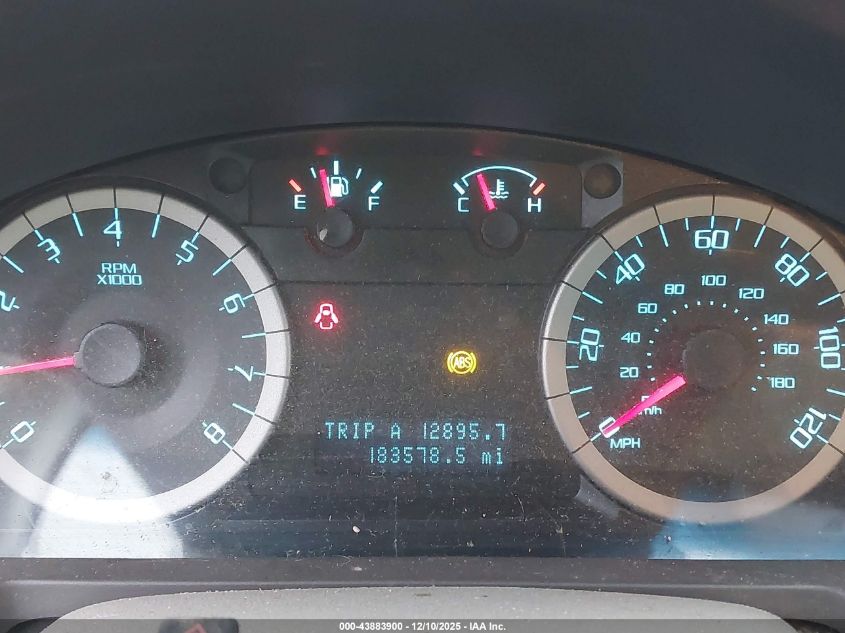 E F
C H
0 2 3 4 5 6 7 8
RPM
X1000
0 20 40 60 80 100 120
20 40 60 80 100 120 140 160 180
km/h
MPH
ABS
TRIP A 12895.7
183578.5 mi
000-43883900 - 12/10/2025 - IAA Inc.